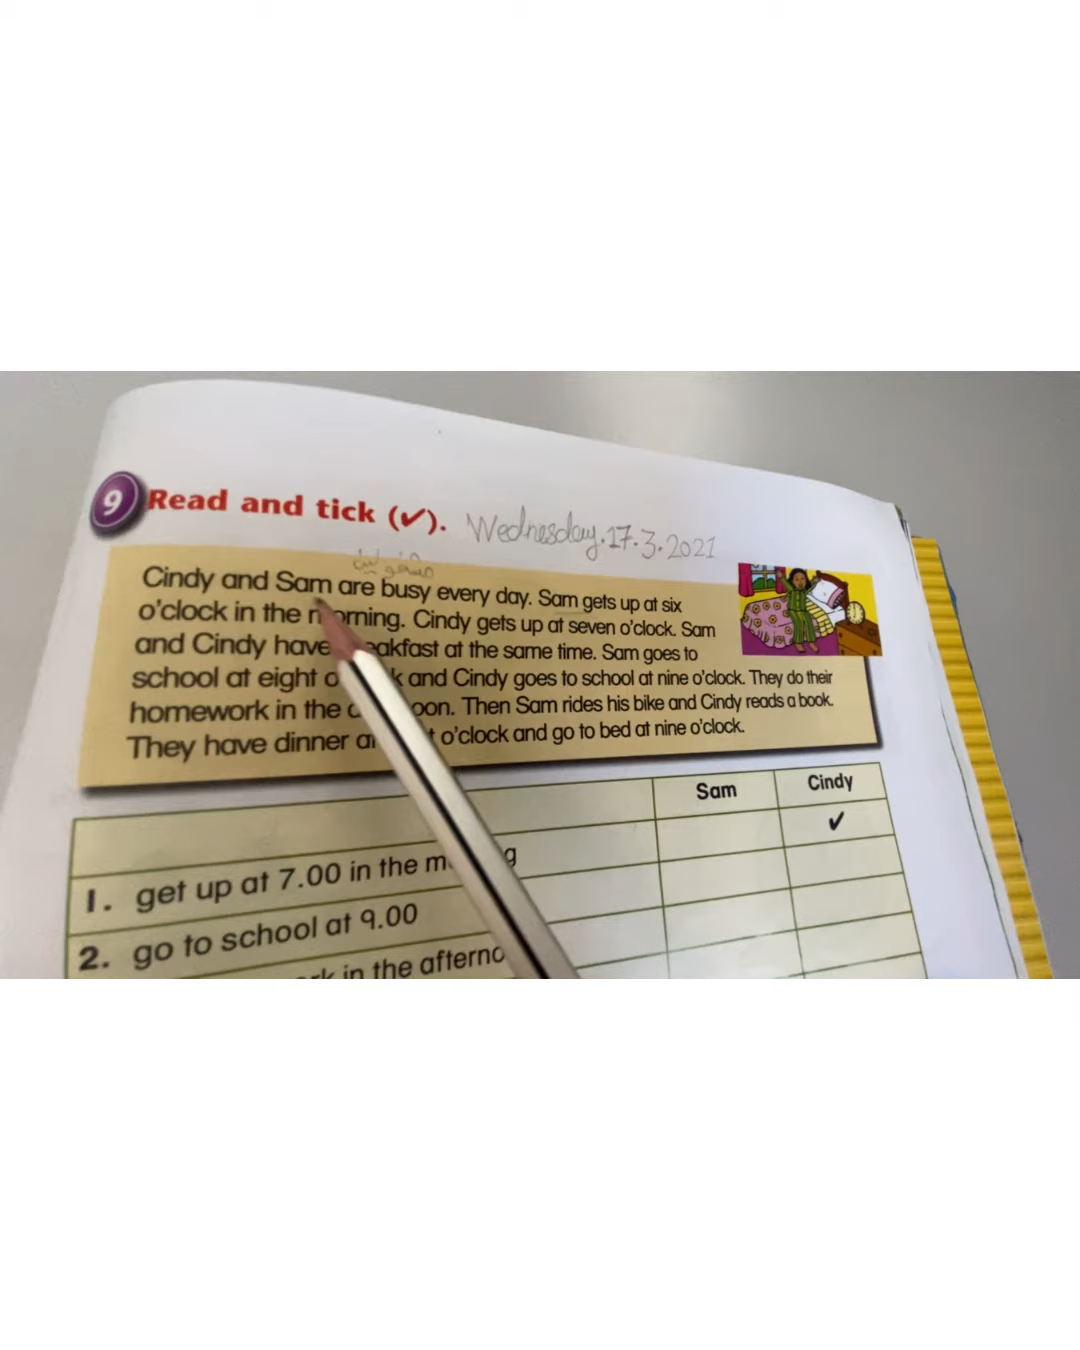 9 Read and tick (✔). Wednesday. 17.3.2021
مشغولين
Cindy and Sam are busy every day. Sam gets up at six
o'clock in the m orning. Cindy gets up at seven o'clock. Sam
and Cindy have eakfast at the same time. Sam goes to
school at eight o k and Cindy goes to school at nine o'clock. They do their
homework in the a oon. Then Sam rides his bike and Cindy reads a book.
They have dinner a t o'clock and go to bed at nine o'clock.
Sam Cindy
✔
1. get up at 7.00 in the m g
2. go to school at 9.00
rk in the afterno